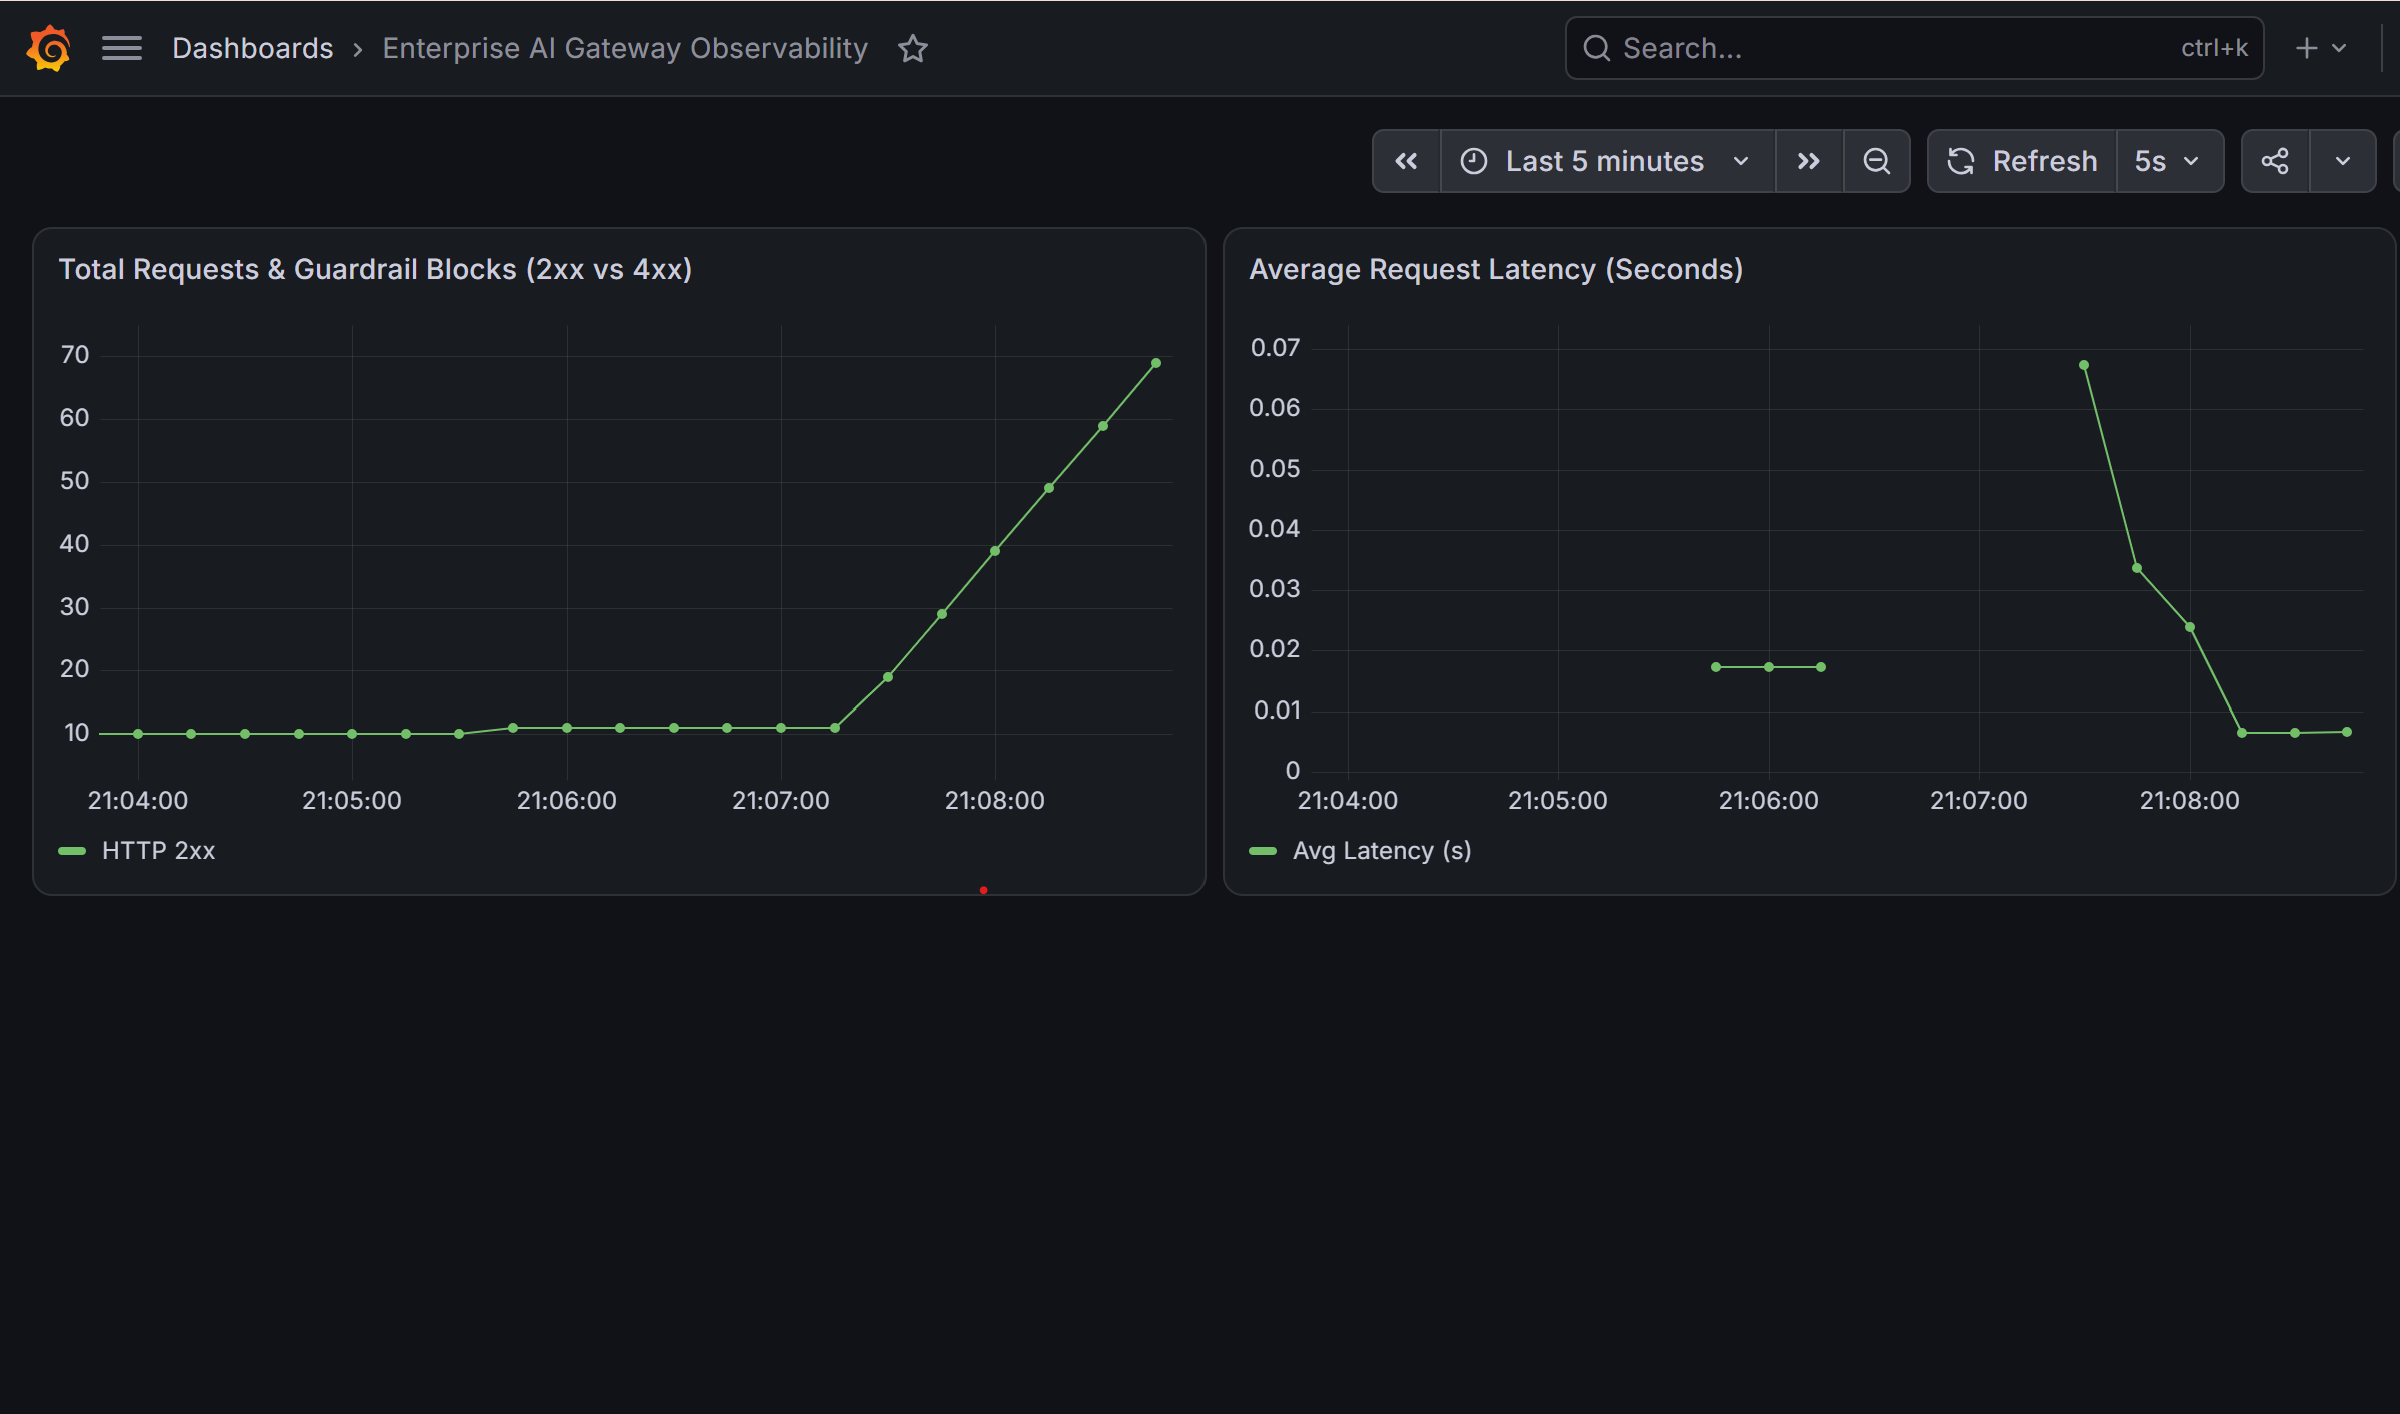 Dashboards › Enterprise AI Gateway Observability
Search...
ctrl+k
Last 5 minutes
Refresh
5s
Total Requests & Guardrail Blocks (2xx vs 4xx)
70
60
50
40
30
20
10
21:04:00 21:05:00 21:06:00 21:07:00 21:08:00
HTTP 2xx
Average Request Latency (Seconds)
0.07
0.06
0.05
0.04
0.03
0.02
0.01
0
21:04:00 21:05:00 21:06:00 21:07:00 21:08:00
Avg Latency (s)